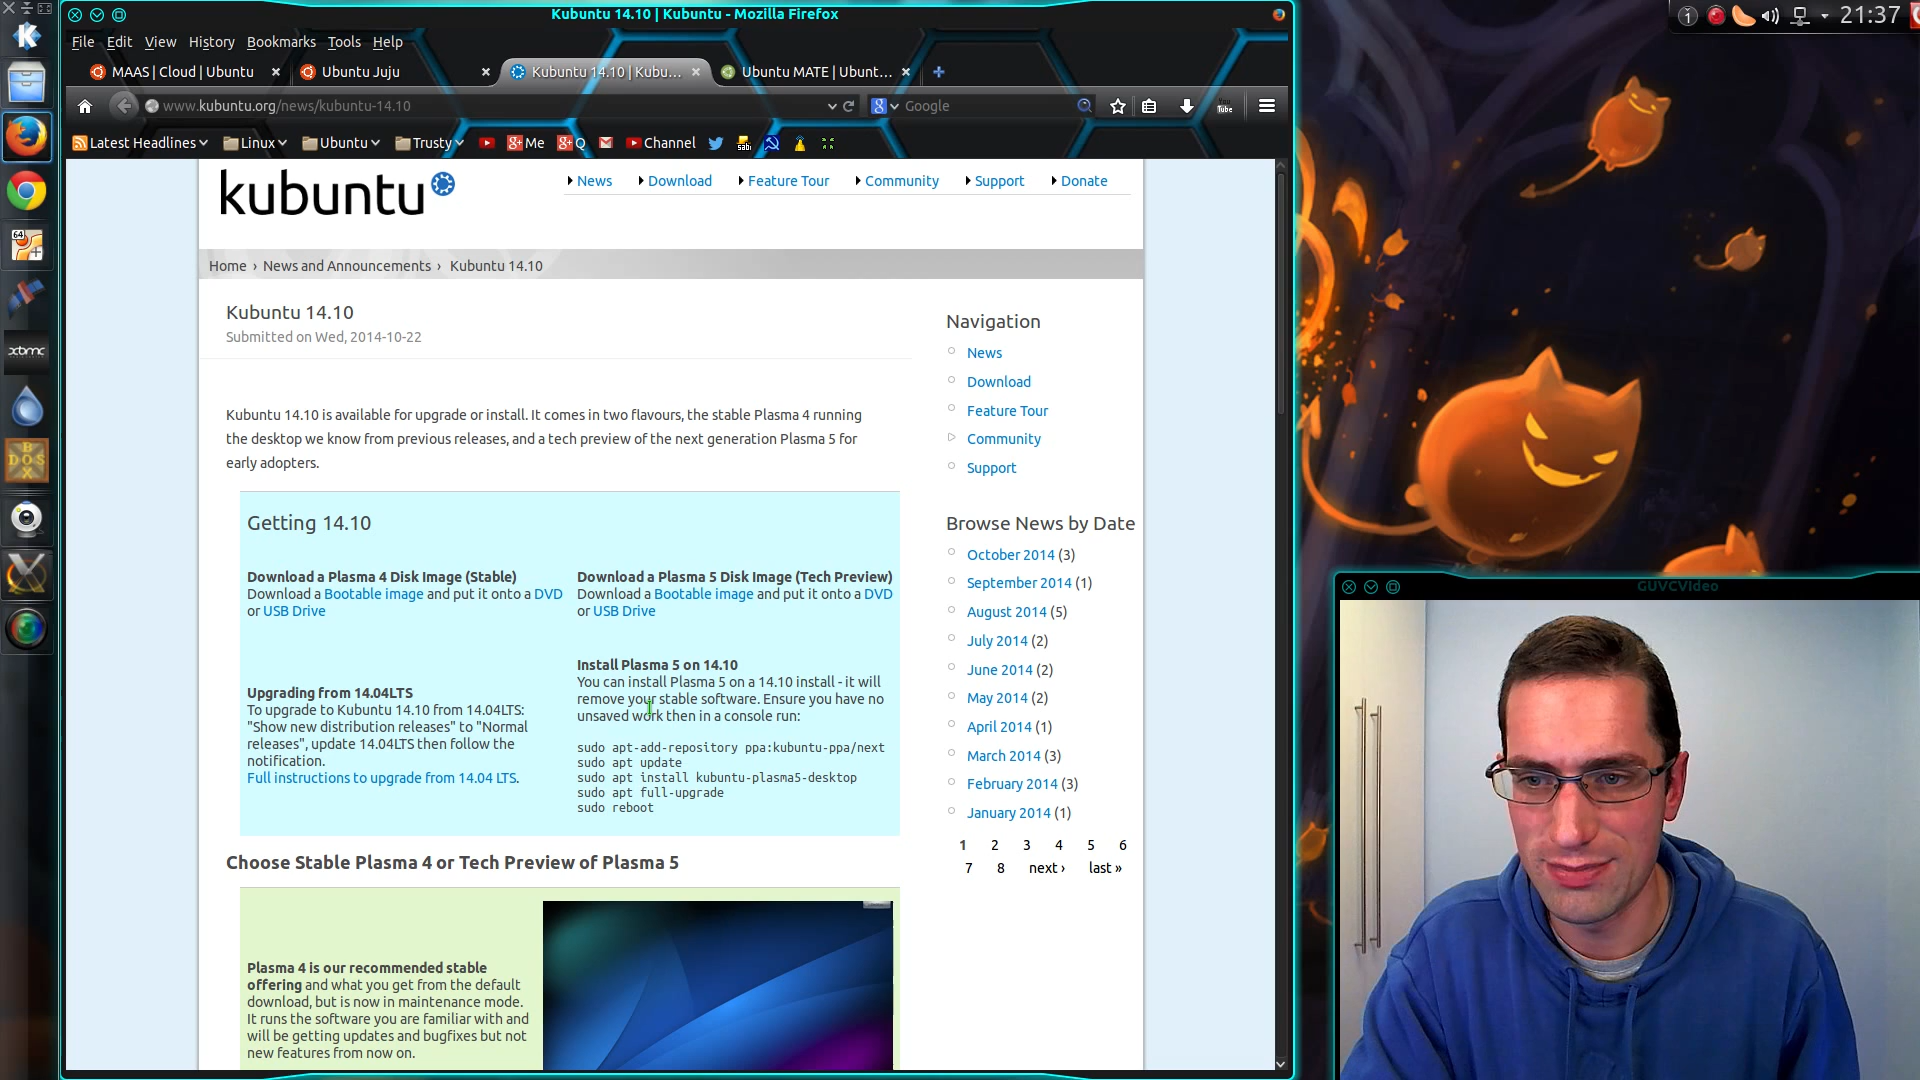 Kubuntu 14.10 | Kubuntu - Mozilla Firefox
21:37
File Edit View History Bookmarks Tools Help
MAAS | Cloud | Ubuntu
Ubuntu Juju
Kubuntu 14.10 | Kubu...
Ubuntu MATE | Ubunt...
www.kubuntu.org/news/kubuntu-14.10
Google
You Tube
Latest Headlines Linux Ubuntu Trusty Me Q Channel
64
xbmc
BOSX
kubuntu
News Download Feature Tour Community Support Donate
Home › News and Announcements › Kubuntu 14.10
Kubuntu 14.10
Submitted on Wed, 2014-10-22
Kubuntu 14.10 is available for upgrade or install. It comes in two flavours, the stable Plasma 4 running
the desktop we know from previous releases, and a tech preview of the next generation Plasma 5 for
early adopters.
Getting 14.10
Download a Plasma 4 Disk Image (Stable)
Download a Bootable image and put it onto a DVD
or USB Drive
Download a Plasma 5 Disk Image (Tech Preview)
Download a Bootable image and put it onto a DVD
or USB Drive
Upgrading from 14.04LTS
To upgrade to Kubuntu 14.10 from 14.04LTS:
"Show new distribution releases" to "Normal
releases", update 14.04LTS then follow the
notification.
Full instructions to upgrade from 14.04 LTS.
Install Plasma 5 on 14.10
You can install Plasma 5 on a 14.10 install - it will
remove your stable software. Ensure you have no
unsaved work then in a console run:
sudo apt-add-repository ppa:kubuntu-ppa/next
sudo apt update
sudo apt install kubuntu-plasma5-desktop
sudo apt full-upgrade
sudo reboot
Choose Stable Plasma 4 or Tech Preview of Plasma 5
Plasma 4 is our recommended stable
offering and what you get from the default
download, but is now in maintenance mode.
It runs the software you are familiar with and
will be getting updates and bugfixes but not
new features from now on.
Navigation
News
Download
Feature Tour
Community
Support
Browse News by Date
October 2014 (3)
September 2014 (1)
August 2014 (5)
July 2014 (2)
June 2014 (2)
May 2014 (2)
April 2014 (1)
March 2014 (3)
February 2014 (3)
January 2014 (1)
1 2 3 4 5 6
7 8 next › last »
GUVCVideo